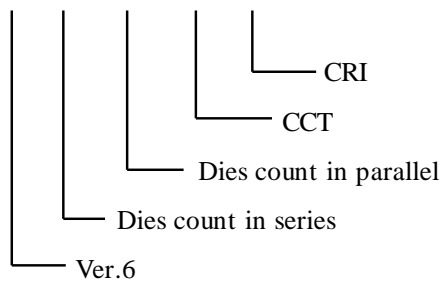 CRI
CCT
Dies count in parallel
Dies count in series
Ver.6